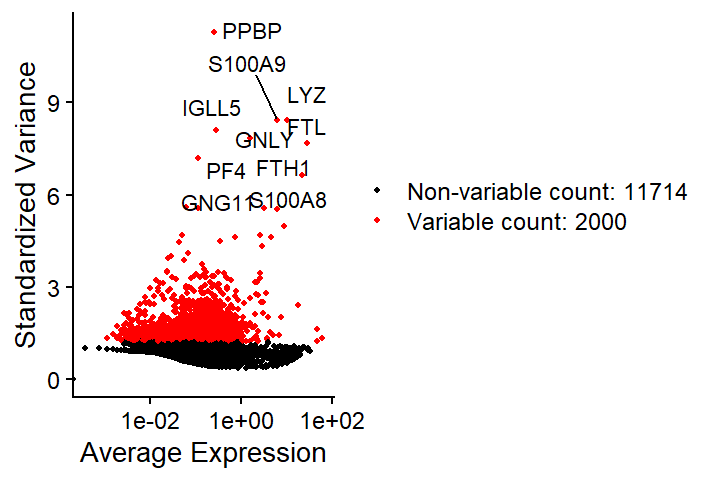 PPBP
S100A9
LYZ
IGLL5
FTL
GNLY
PF4
FTH1
GNG11
S100A8
Standardized Variance
9
6
3
0
1e-02
1e+00
1e+02
Average Expression
Non-variable count: 11714
Variable count: 2000